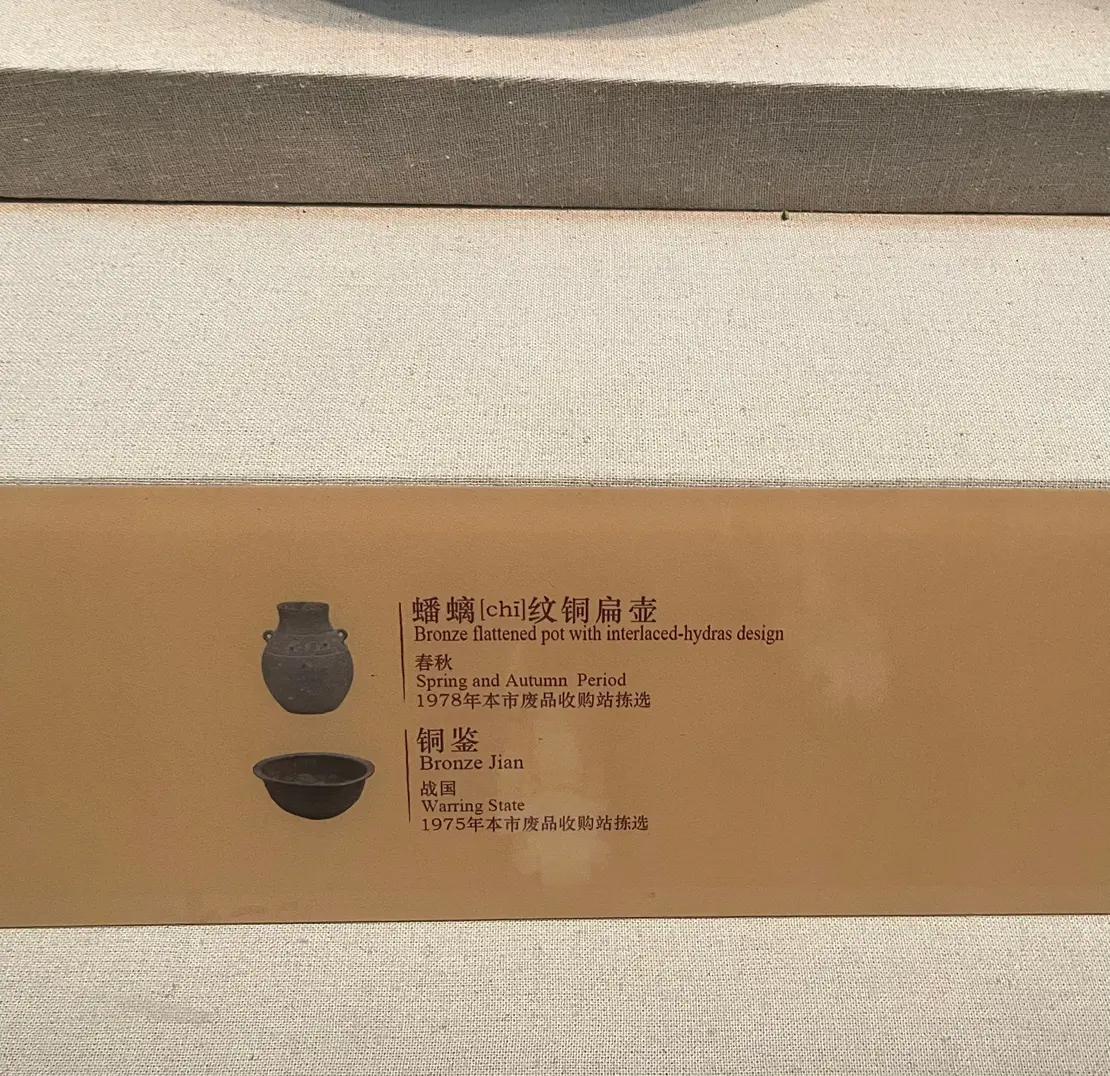 蟠螭[chī]纹铜扁壶
Bronze flattened pot with interlaced-hydras design
春秋
Spring and Autumn Period
1978年本市废品收购站拣选
铜鉴
Bronze Jian
战国
Warring State
1975年本市废品收购站拣选